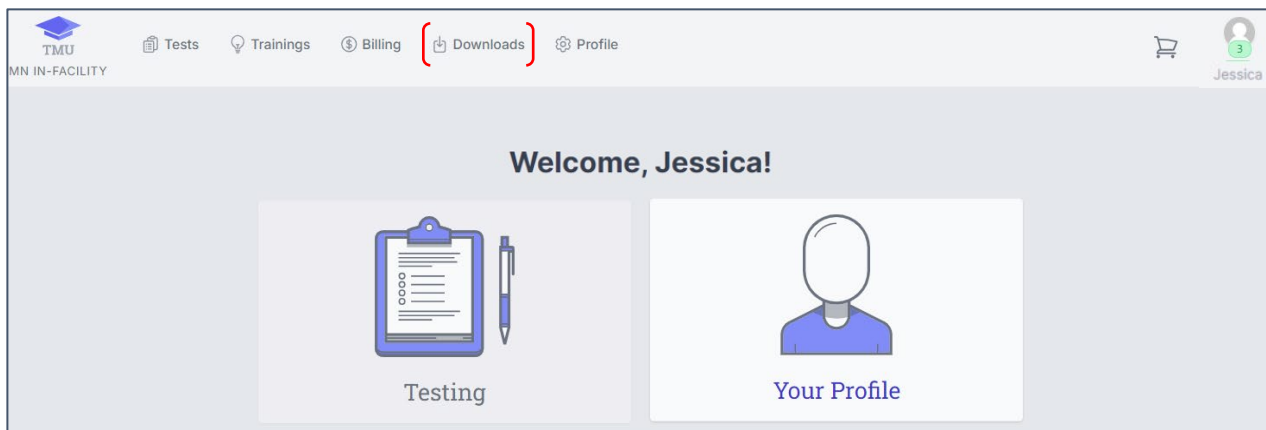 TMU
MN IN-FACILITY
Tests Trainings Billing Downloads Profile
3
Jessica
Welcome, Jessica!
Testing
Your Profile